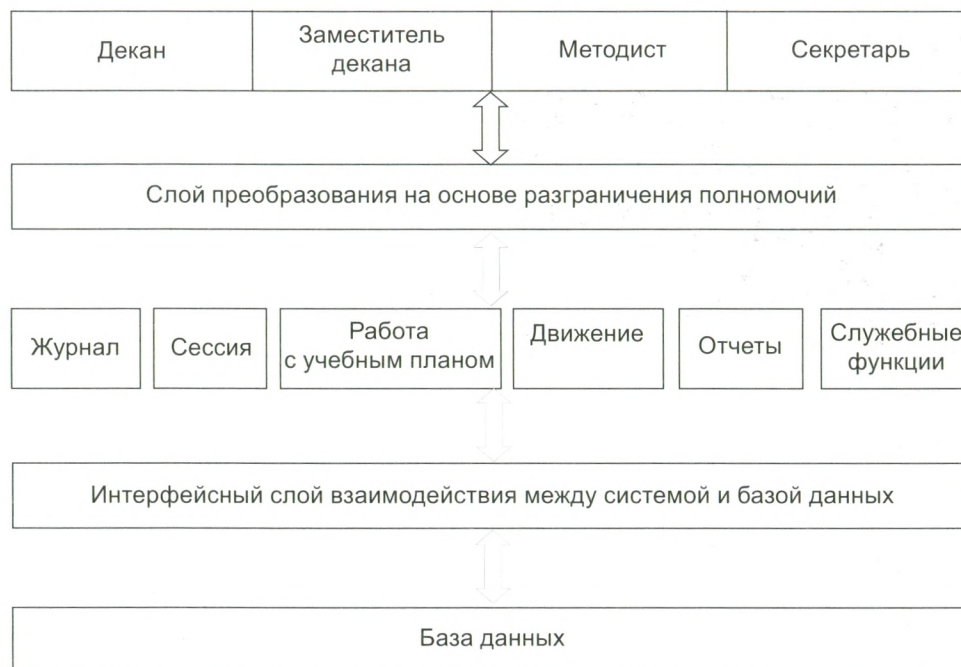 Декан
Заместитель
декана
Методист
Секретарь
Слой преобразования на основе разграничения полномочий
Журнал
Сессия
Работа
с учебным планом
Движение
Отчеты
Служебные
функции
Интерфейсный слой взаимодействия между системой и базой данных
База данных